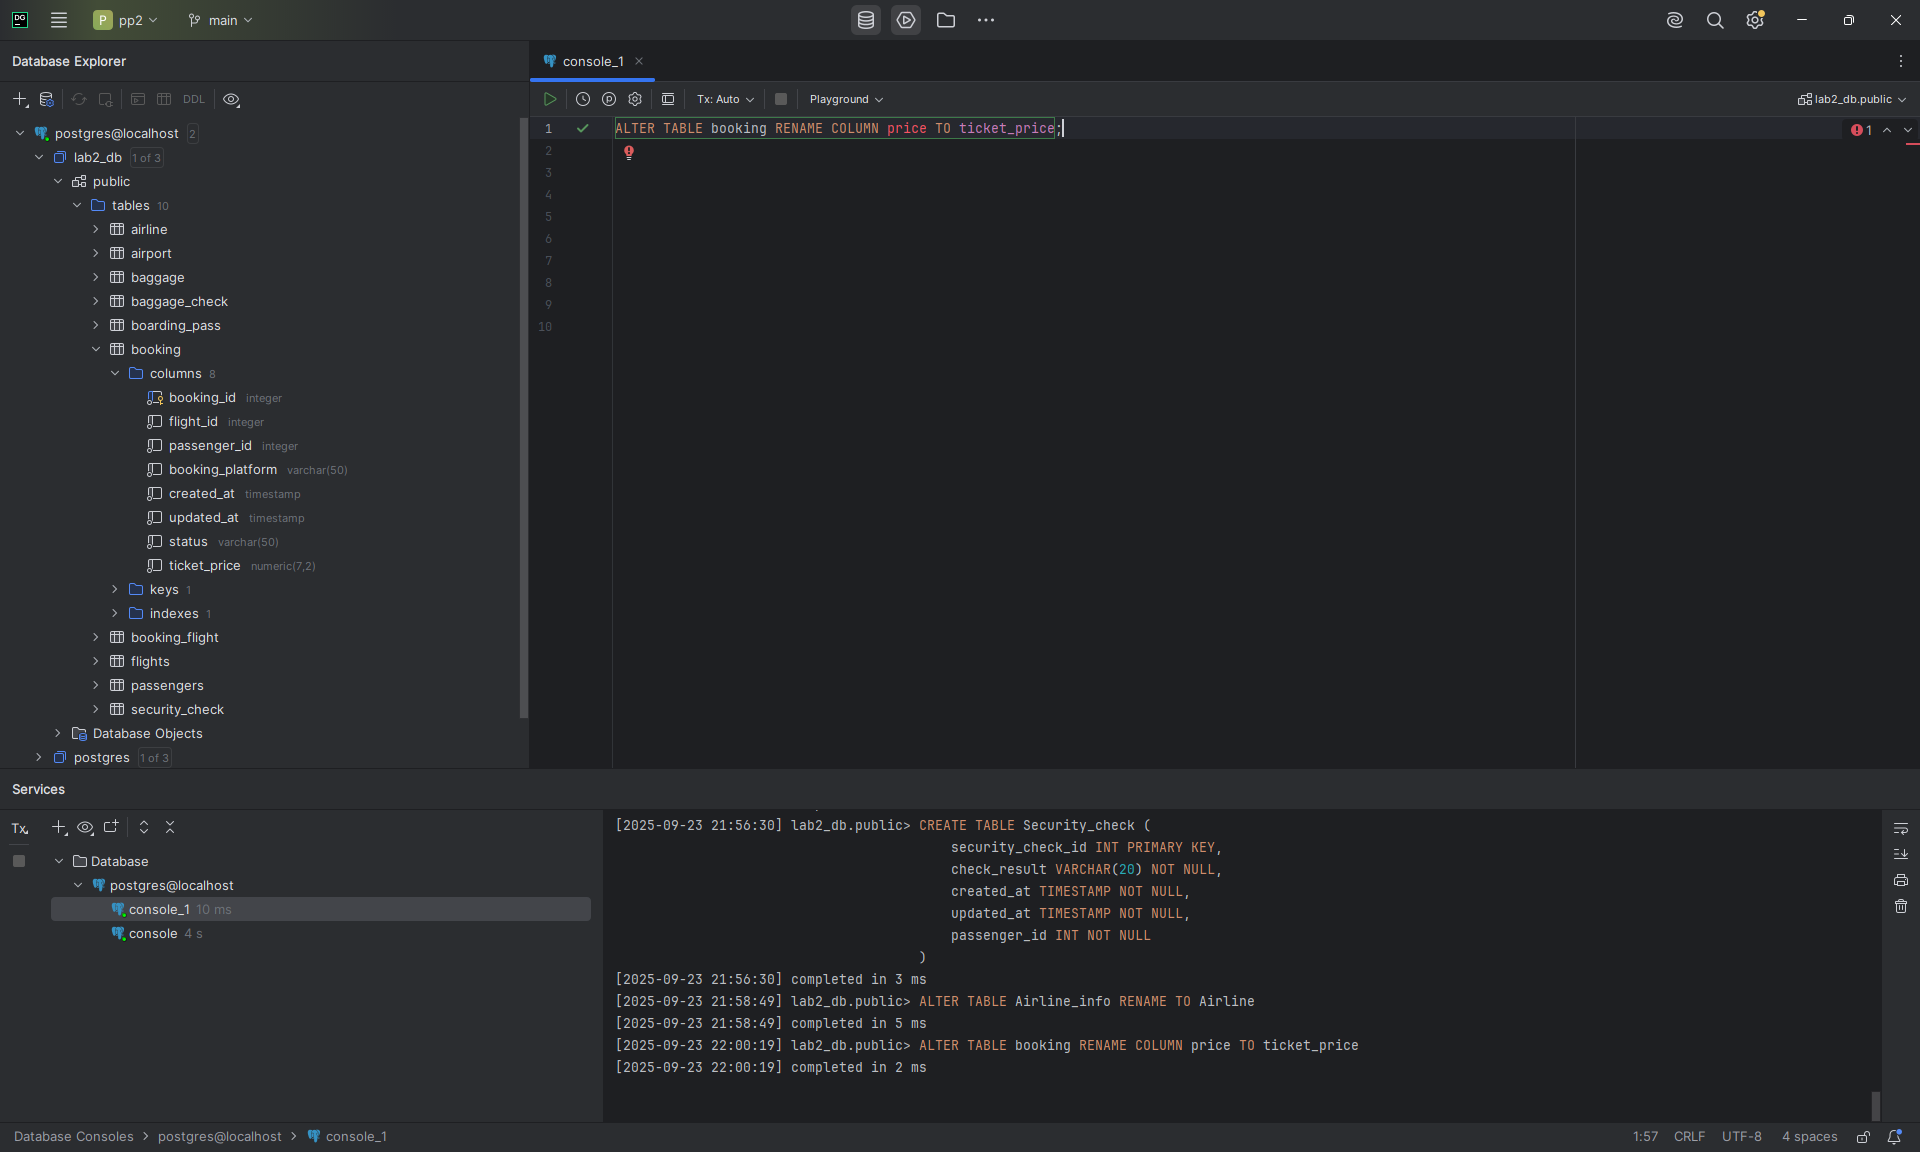 DG
P pp2 main
Database Explorer
console_1
DDL
Tx: Auto Playground lab2_db.public
postgres@localhost 2
lab2_db 1 of 3
public
tables 10
airline
airport
baggage
baggage_check
boarding_pass
booking
columns 8
booking_id integer
flight_id integer
passenger_id integer
booking_platform varchar(50)
created_at timestamp
updated_at timestamp
status varchar(50)
ticket_price numeric(7,2)
keys 1
indexes 1
booking_flight
flights
passengers
security_check
Database Objects
postgres 1 of 3
1 ALTER TABLE booking RENAME COLUMN price TO ticket_price; 1
2
3
4
5
6
7
8
9
10
Services
Tx
Database
postgres@localhost
console_1 10 ms
console 4 s
[2025-09-23 21:56:30] lab2_db.public> CREATE TABLE Security_check (
security_check_id INT PRIMARY KEY,
check_result VARCHAR(20) NOT NULL,
created_at TIMESTAMP NOT NULL,
updated_at TIMESTAMP NOT NULL,
passenger_id INT NOT NULL
)
[2025-09-23 21:56:30] completed in 3 ms
[2025-09-23 21:58:49] lab2_db.public> ALTER TABLE Airline_info RENAME TO Airline
[2025-09-23 21:58:49] completed in 5 ms
[2025-09-23 22:00:19] lab2_db.public> ALTER TABLE booking RENAME COLUMN price TO ticket_price
[2025-09-23 22:00:19] completed in 2 ms
Database Consoles > postgres@localhost > console_1
1:57 CRLF UTF-8 4 spaces